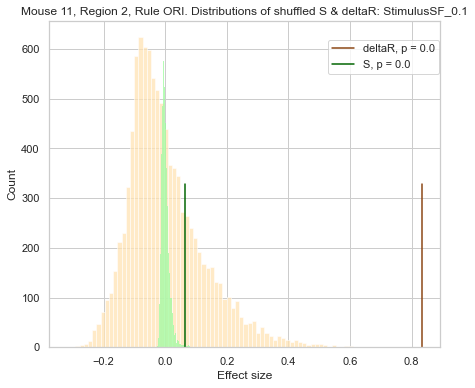 Mouse 11, Region 2, Rule ORI. Distributions of shuffled S & deltaR: StimulusSF_0.1
deltaR, p = 0.0
S, p = 0.0
600
500
400
300
200
100
0
Count
−0.2 0.0 0.2 0.4 0.6 0.8
Effect size